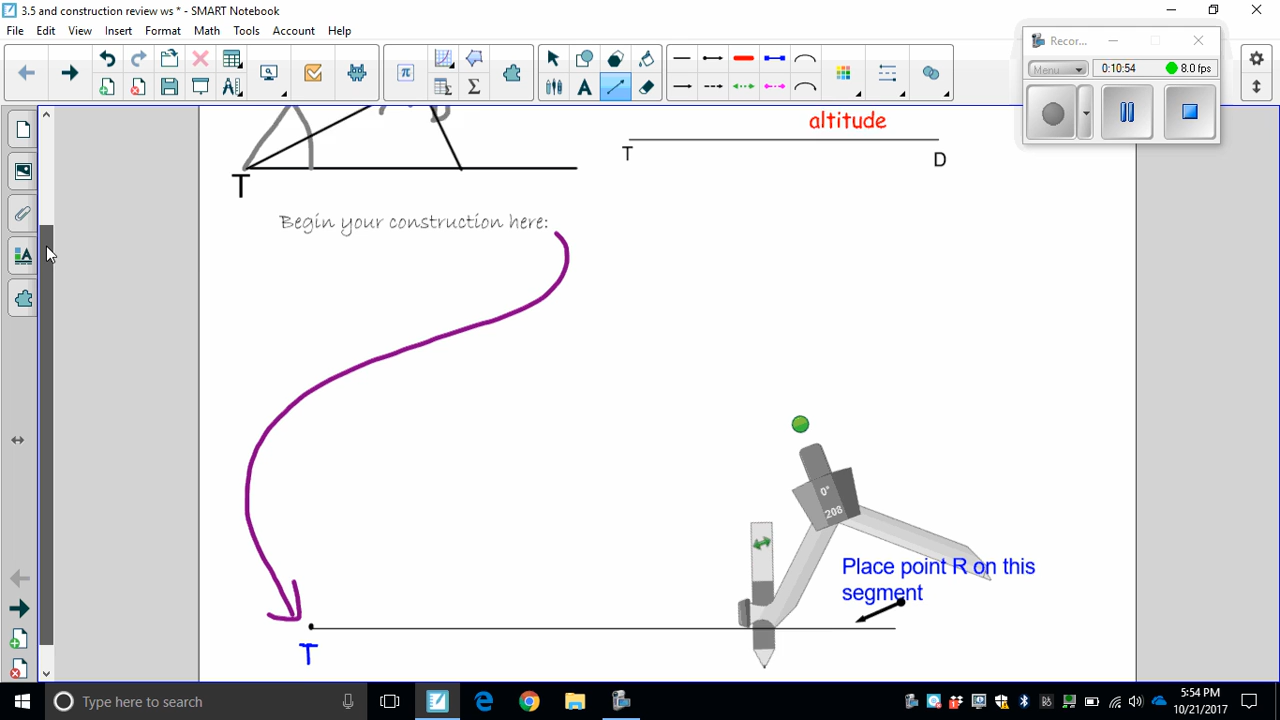 3.5 and construction review ws * - SMART Notebook
File Edit View Insert Format Math Tools Account Help
Recor...
Menu 0:10:54 8.0 fps
altitude
T D
T
Begin your construction here:
0°
208
Place point R on this
segment
T
Type here to search
5:54 PM
10/21/2017